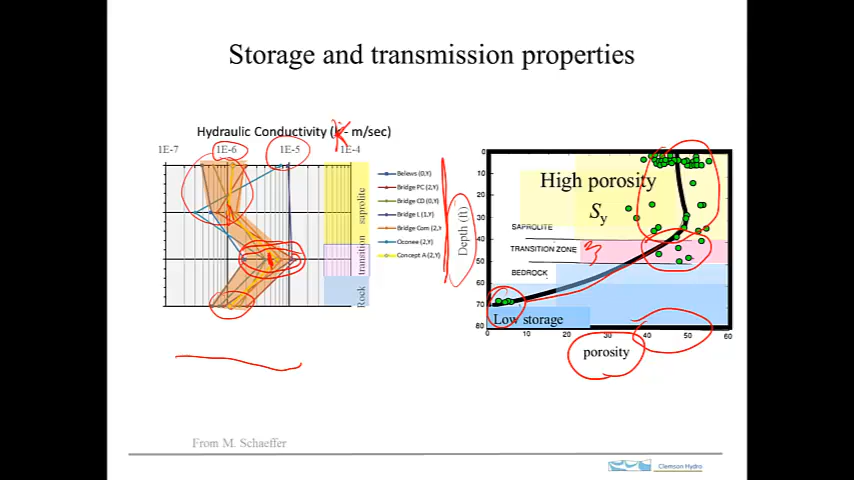 Storage and transmission properties
Hydraulic Conductivity (k - m/sec)
1E-7 1E-6 1E-5 1E-4
Belews (0,Y)
Bridge PC (2,Y)
Bridge CD (0,Y)
Bridge L (1,Y)
Bridge Com (2,Y
Oconee (2,Y)
Concept A (2,Y)
saprolite
transition
Rock
Depth (ft)
0
10
20
30
40
50
60
70
80
High porosity
Sy
SAPROLITE
TRANSITION ZONE
BEDROCK
Low storage
0 10 20 30 40 50 60
porosity
From M. Schaeffer
Clemson Hydro